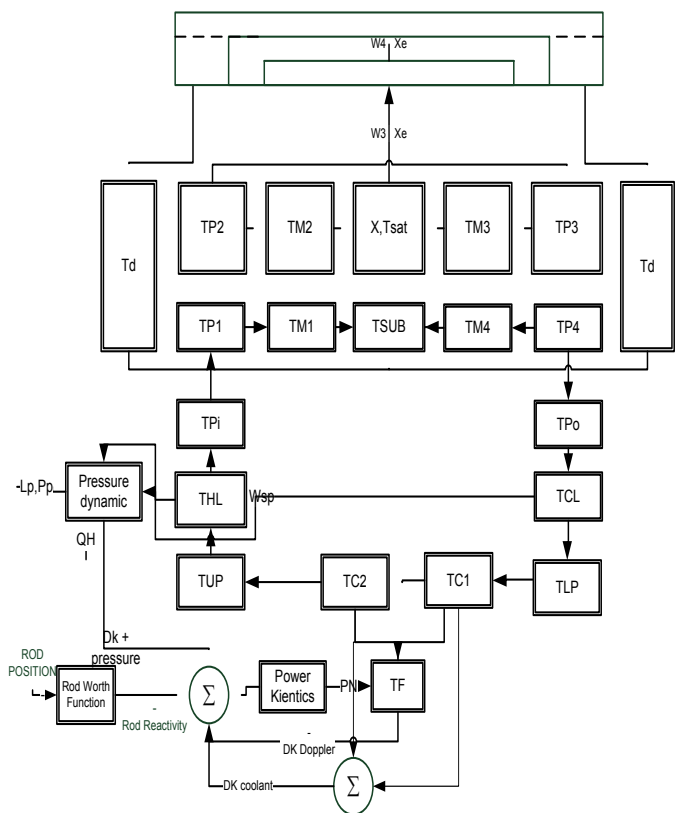 W4 Xe
W3 Xe
Td
TP2
TM2
X,Tsat
TM3
TP3
Td
TP1
TM1
TSUB
TM4
TP4
TPi
TPo
-Lp,Pp
Pressure
dynamic
THL
Wsp
TCL
QH
I
TUP
TC2
TC1
TLP
Dk +
pressure
ROD
POSITION
Rod Worth
Function
-
Rod Reactivity
Σ
Power
Kientics
PN
TF
-
DK Doppler
DK coolant
Σ